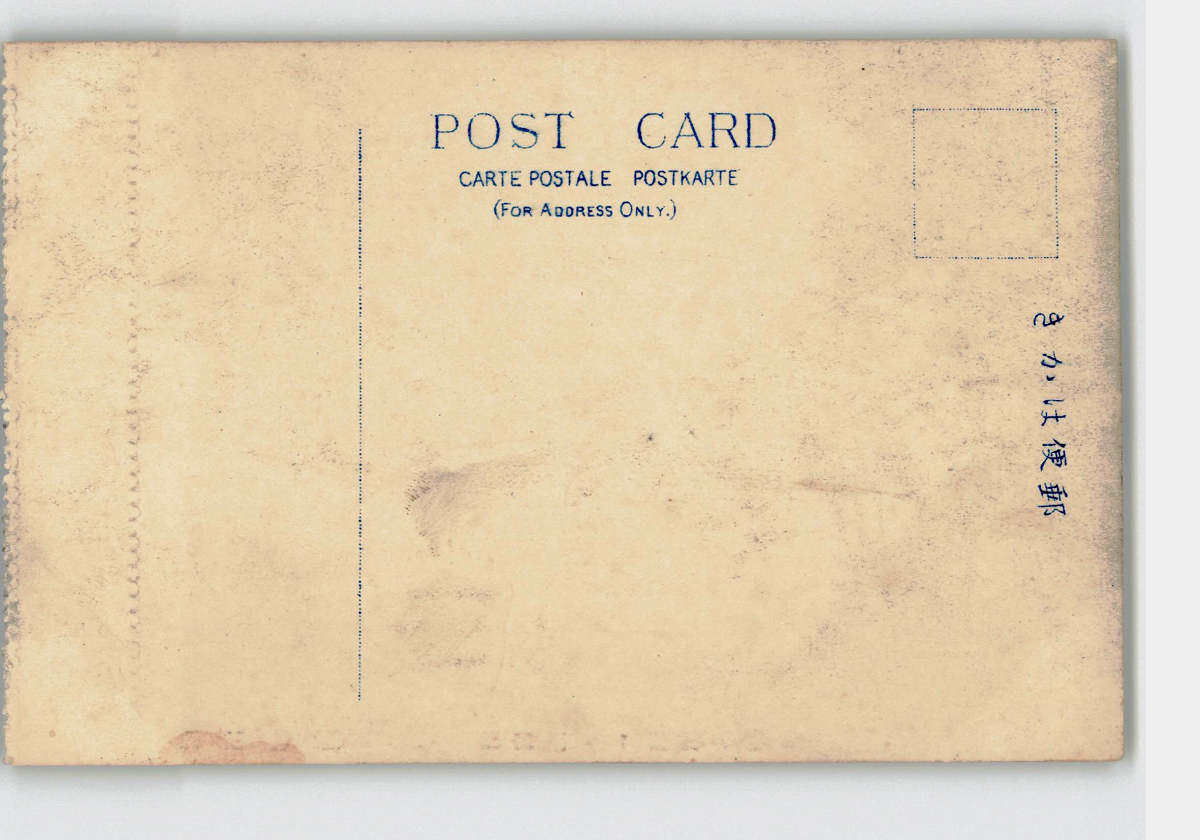 POST CARD
CARTE POSTALE POSTKARTE
(FOR ADDRESS ONLY.)
きかは便郵